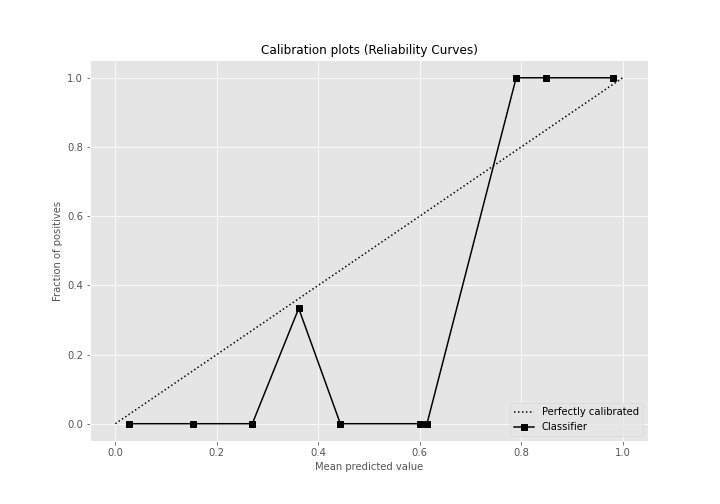 Calibration plots (Reliability Curves)
1.0
0.8
0.6
0.4
0.2
0.0
Fraction of positives
0.0 0.2 0.4 0.6 0.8 1.0
Mean predicted value
Perfectly calibrated
Classifier